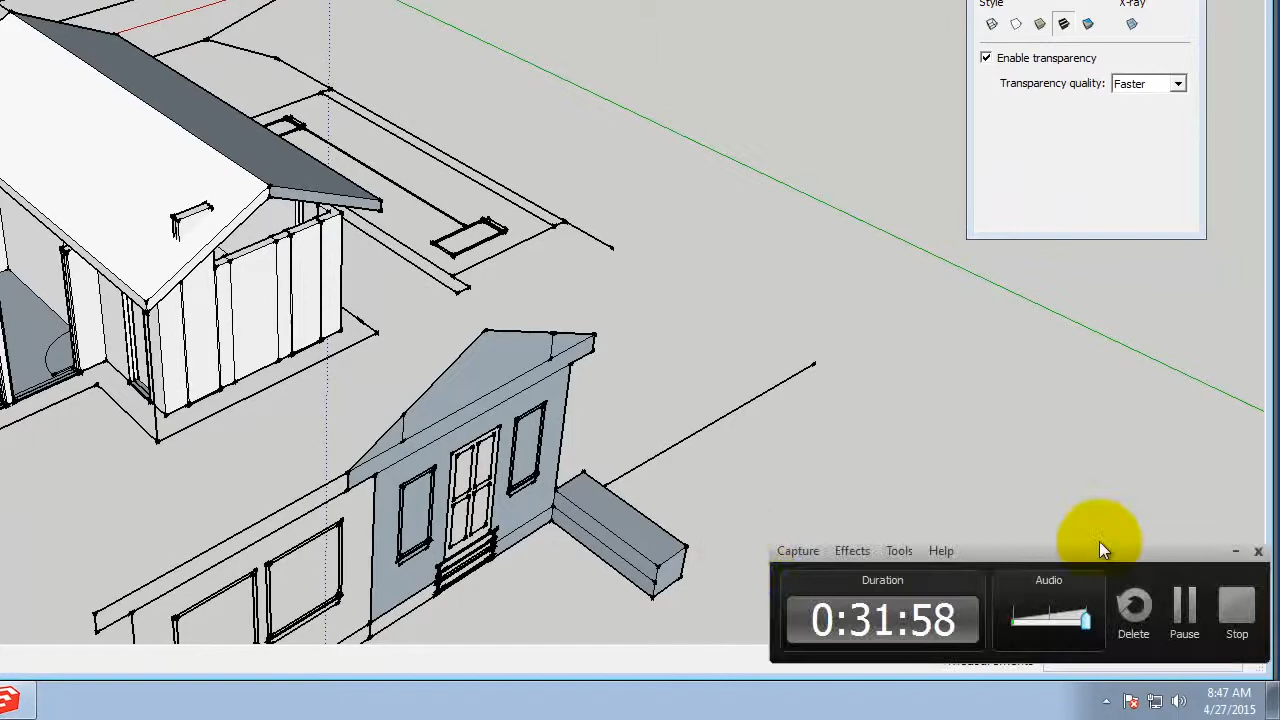 Style
X-ray
Enable transparency
Transparency quality: Faster
Capture Effects Tools Help
Duration
Audio
0:31:58
Delete
Pause
Stop
Measurements
8:47 AM
4/27/2015